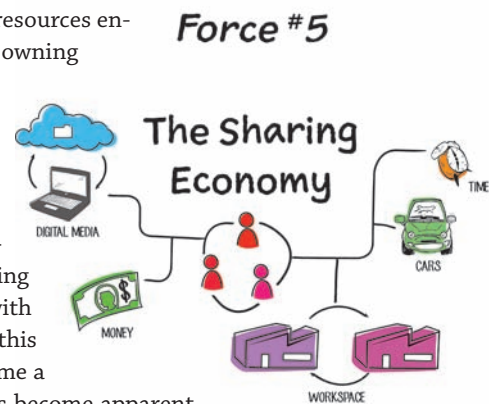 resources en-
owning
ing
with
this
me a
s become apparent
Force #5
The Sharing
Economy
DIGITAL MEDIA
MONEY
TIME
CARS
WORKSPACE